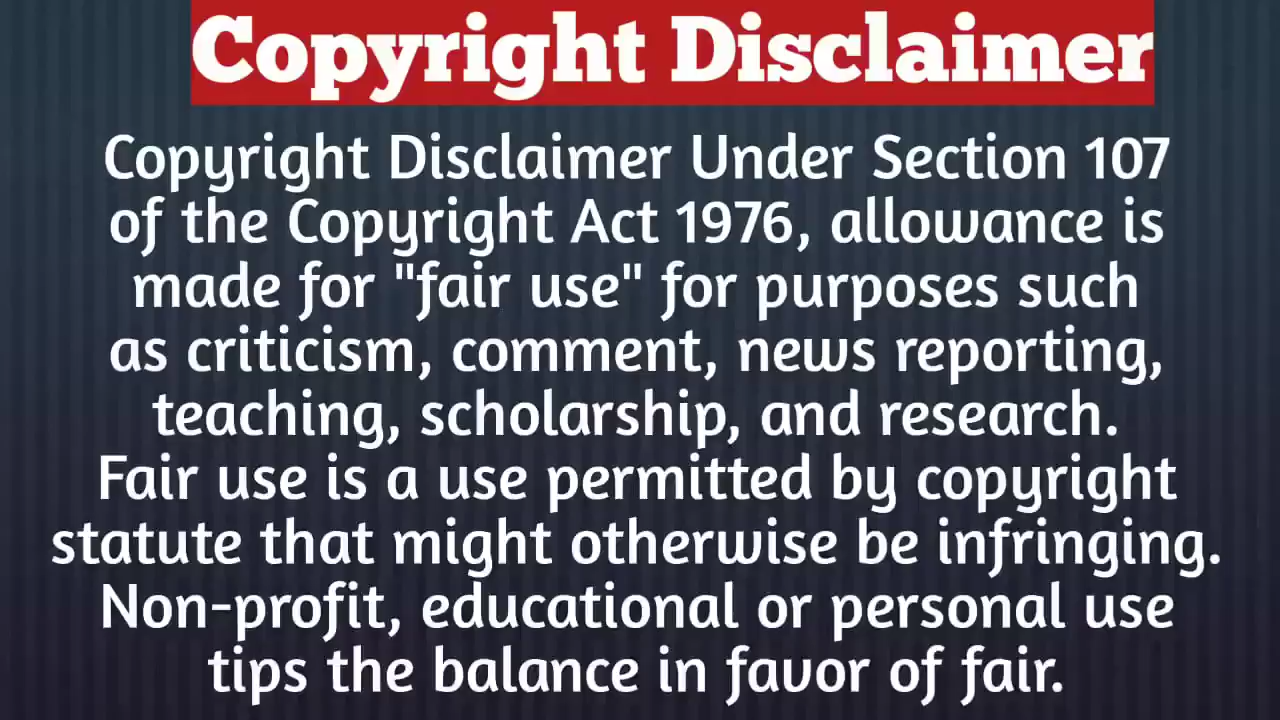 Copyright Disclaimer
Copyright Disclaimer Under Section 107
of the Copyright Act 1976, allowance is
made for "fair use" for purposes such
as criticism, comment, news reporting,
teaching, scholarship, and research.
Fair use is a use permitted by copyright
statute that might otherwise be infringing.
Non-profit, educational or personal use
tips the balance in favor of fair.